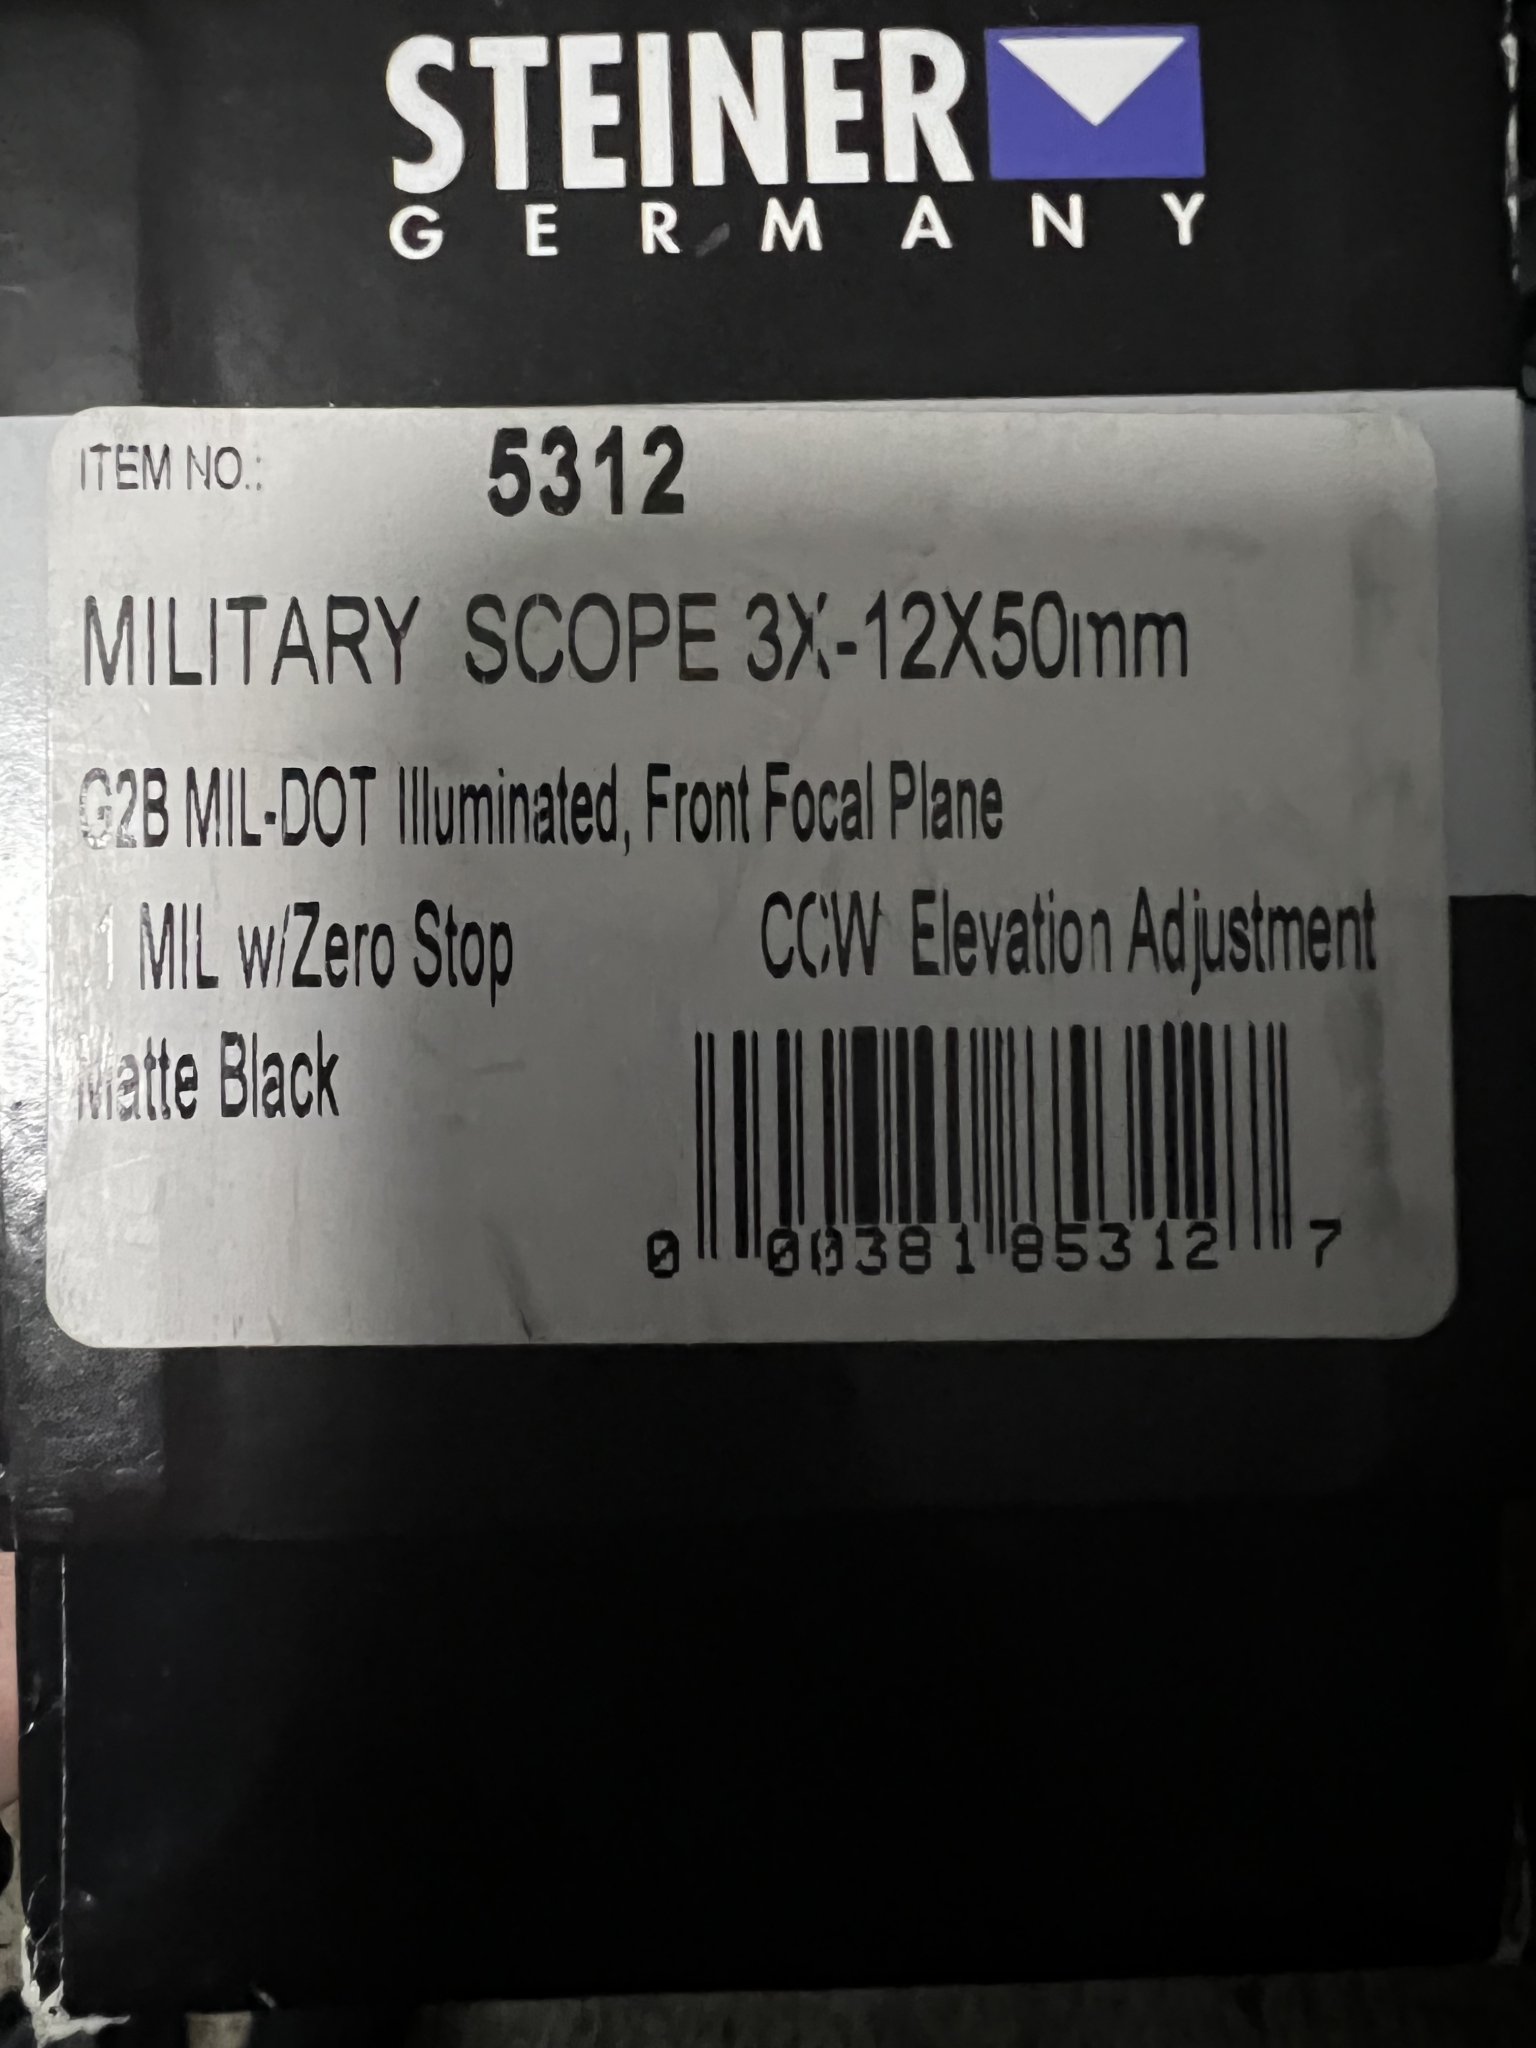 STEINER
GERMANY
ITEM NO.: 5312
MILITARY SCOPE 3X-12X50mm
G2B MIL-DOT Illuminated, Front Focal Plane
1 MIL w/Zero Stop CCW Elevation Adjustment
Matte Black
0 00381 85312 7